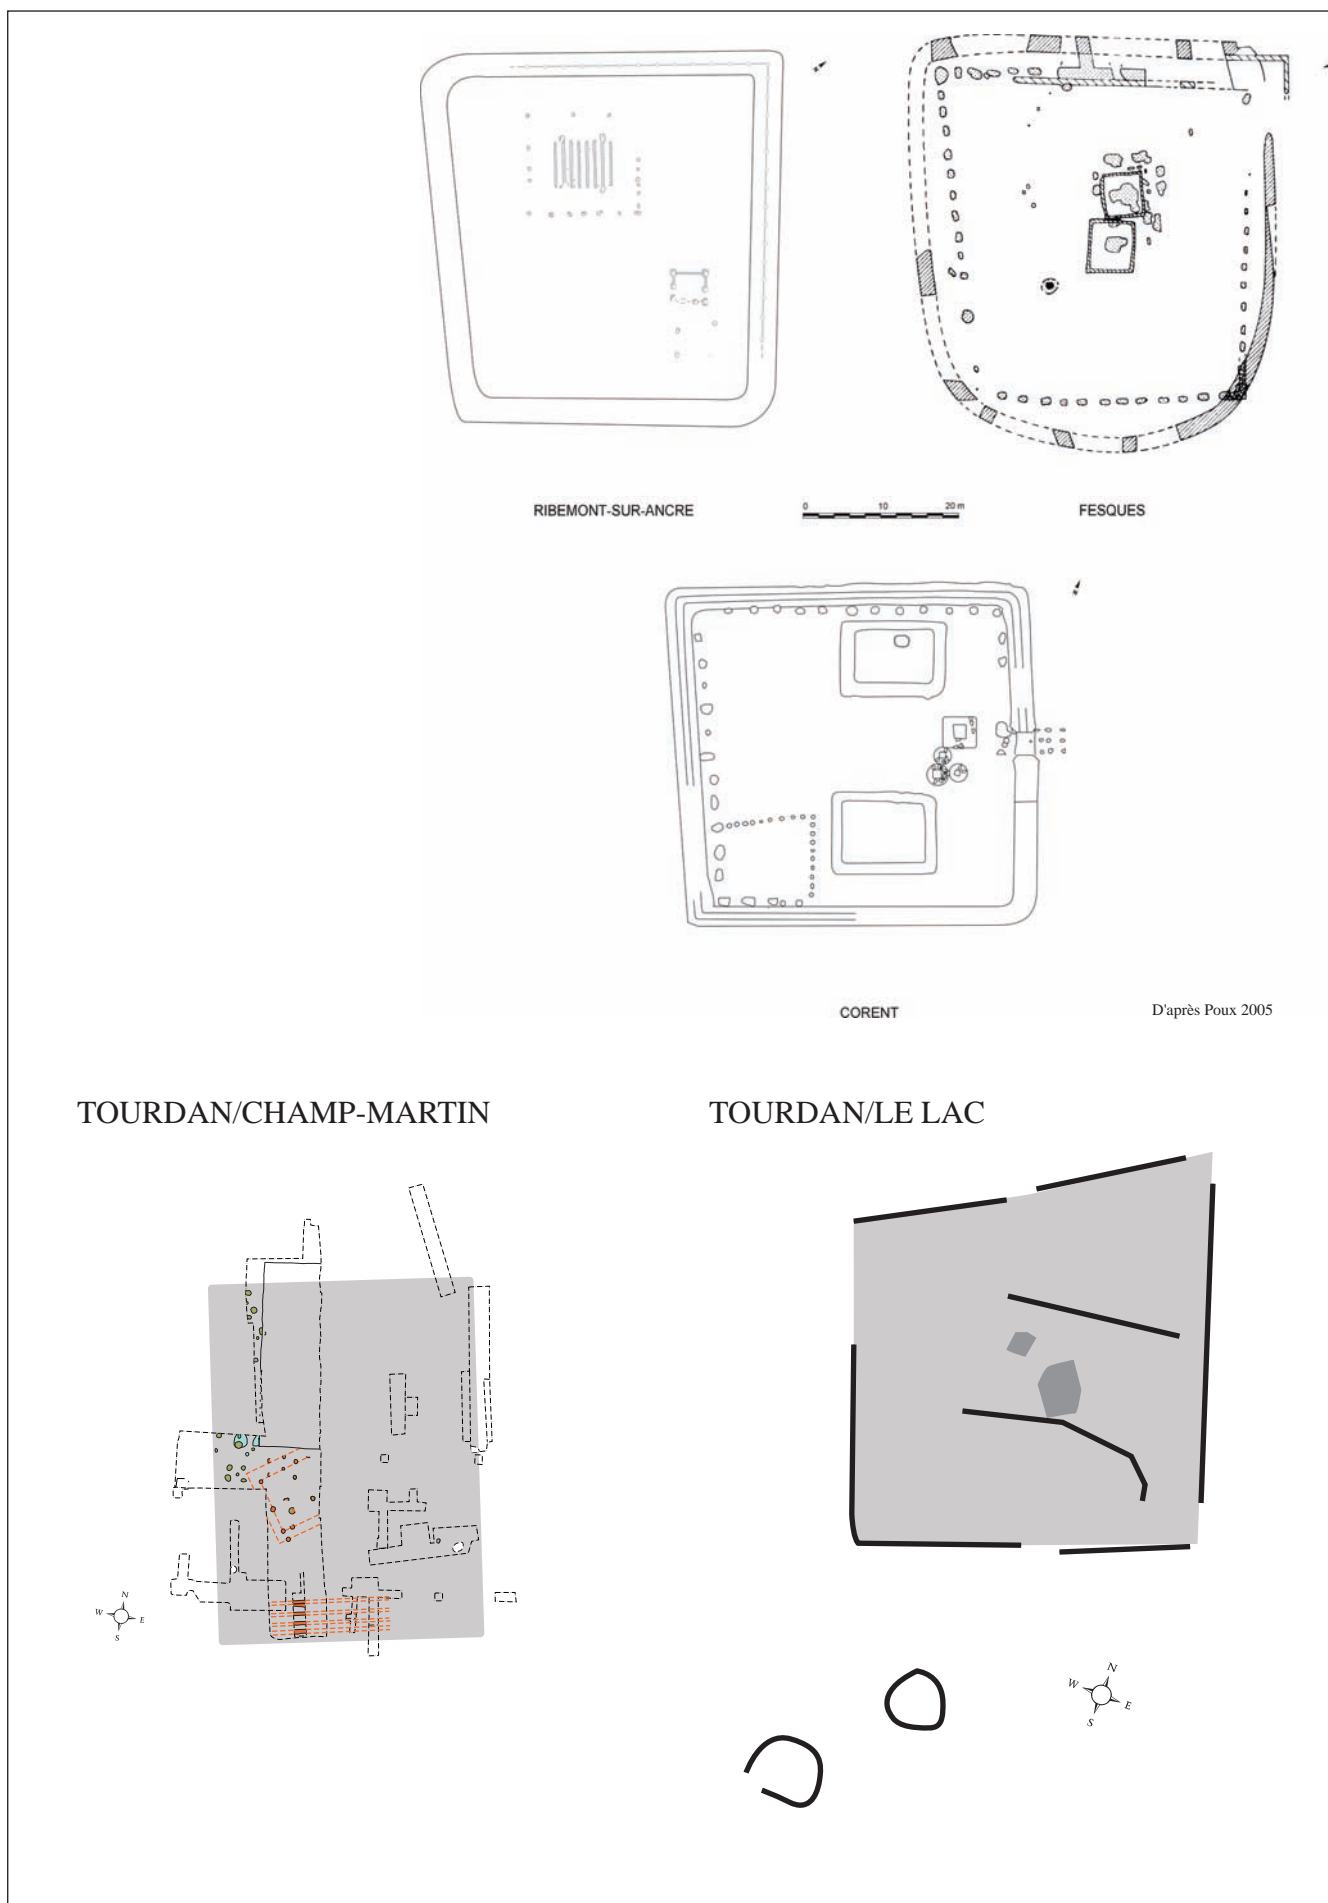 RIBEMONT-SUR-ANCRE
0 10 20 m
FESQUES
CORENT
D'après Poux 2005
TOURDAN/CHAMP-MARTIN
TOURDAN/LE LAC
N
W E
S
N
W E
S